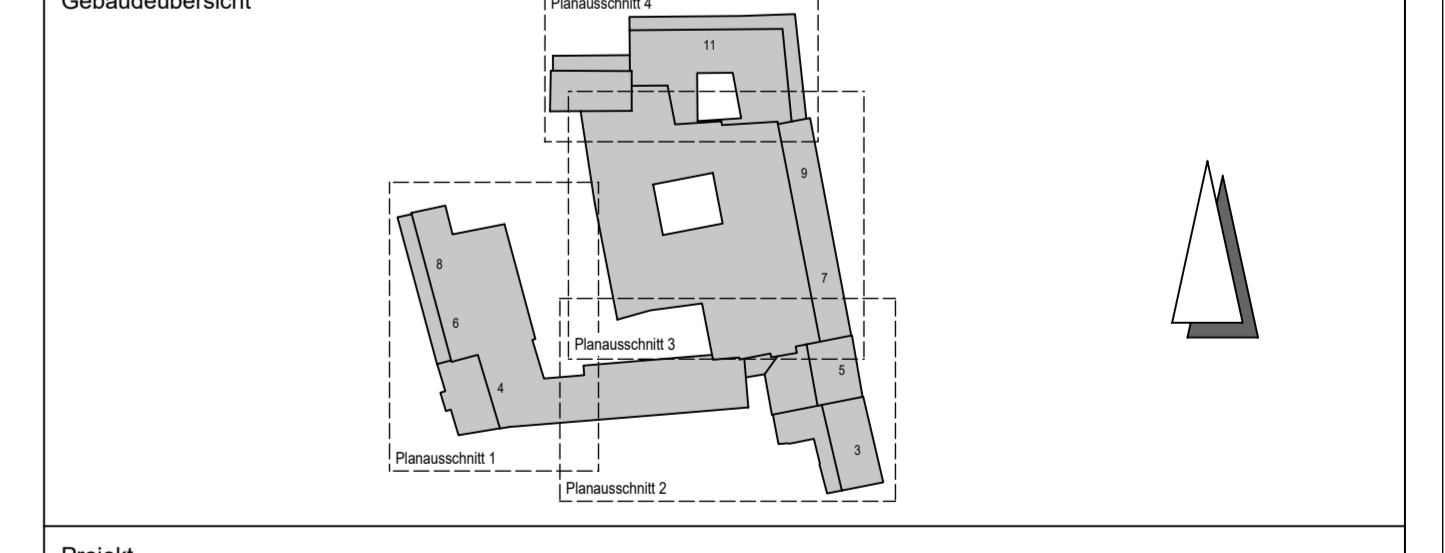 Gebäudeübersicht
Planausschnitt 4
11
9
8
7
6
Planausschnitt 3
5
4
3
Planausschnitt 1
Planausschnitt 2
Projekt